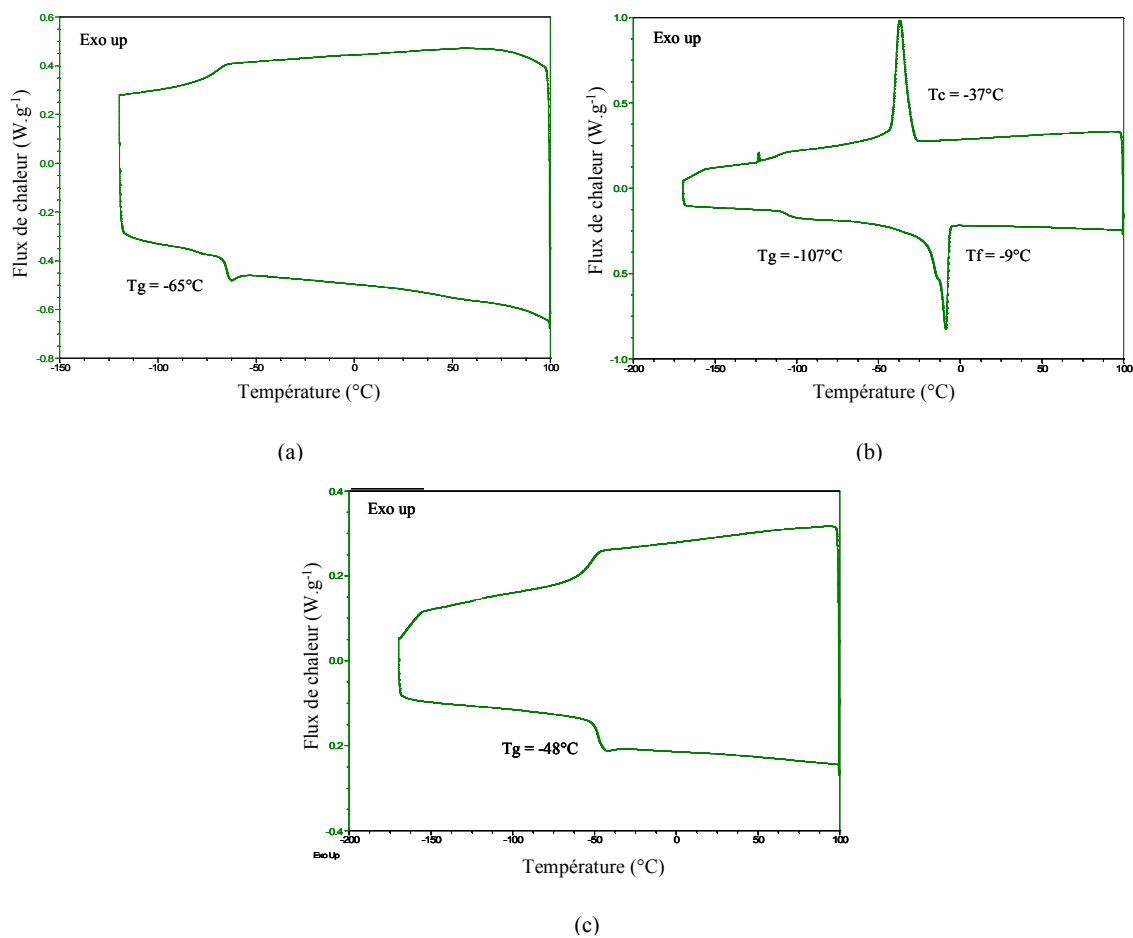 0.6
Exo up
0.4
0.2
0.0
-0.2
-0.4
-0.6
-0.8
Flux de chaleur (W.g-1)
Tg = -65°C
-150 -100 -50 0 50 100
Température (°C)
(a)
1.0
Exo up
Tc = -37°C
0.5
0.0
0.5
-1.0
Flux de chaleur (W.g-1)
Tg = -107°C Tf = -9°C
-200 -150 -100 -50 0 50 100
Température (°C)
(b)
0.4
Exo up
0.2
0.0
0.2
-0.4
Flux de chaleur (W.g-1)
Tg = -48°C
-200 -150 -100 -50 0 50 100
Exo Up
Température (°C)
(c)